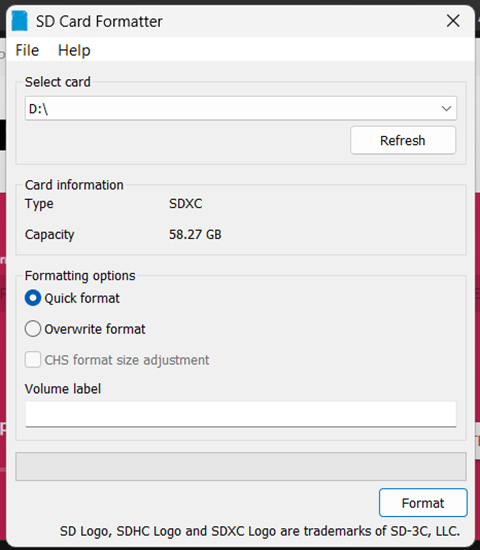 SD Card Formatter
File Help
Select card
D:\
Refresh
Card information
Type SDXC
Capacity 58.27 GB
Formatting options
Quick format
Overwrite format
CHS format size adjustment
Volume label
Format
SD Logo, SDHC Logo and SDXC Logo are trademarks of SD-3C, LLC.